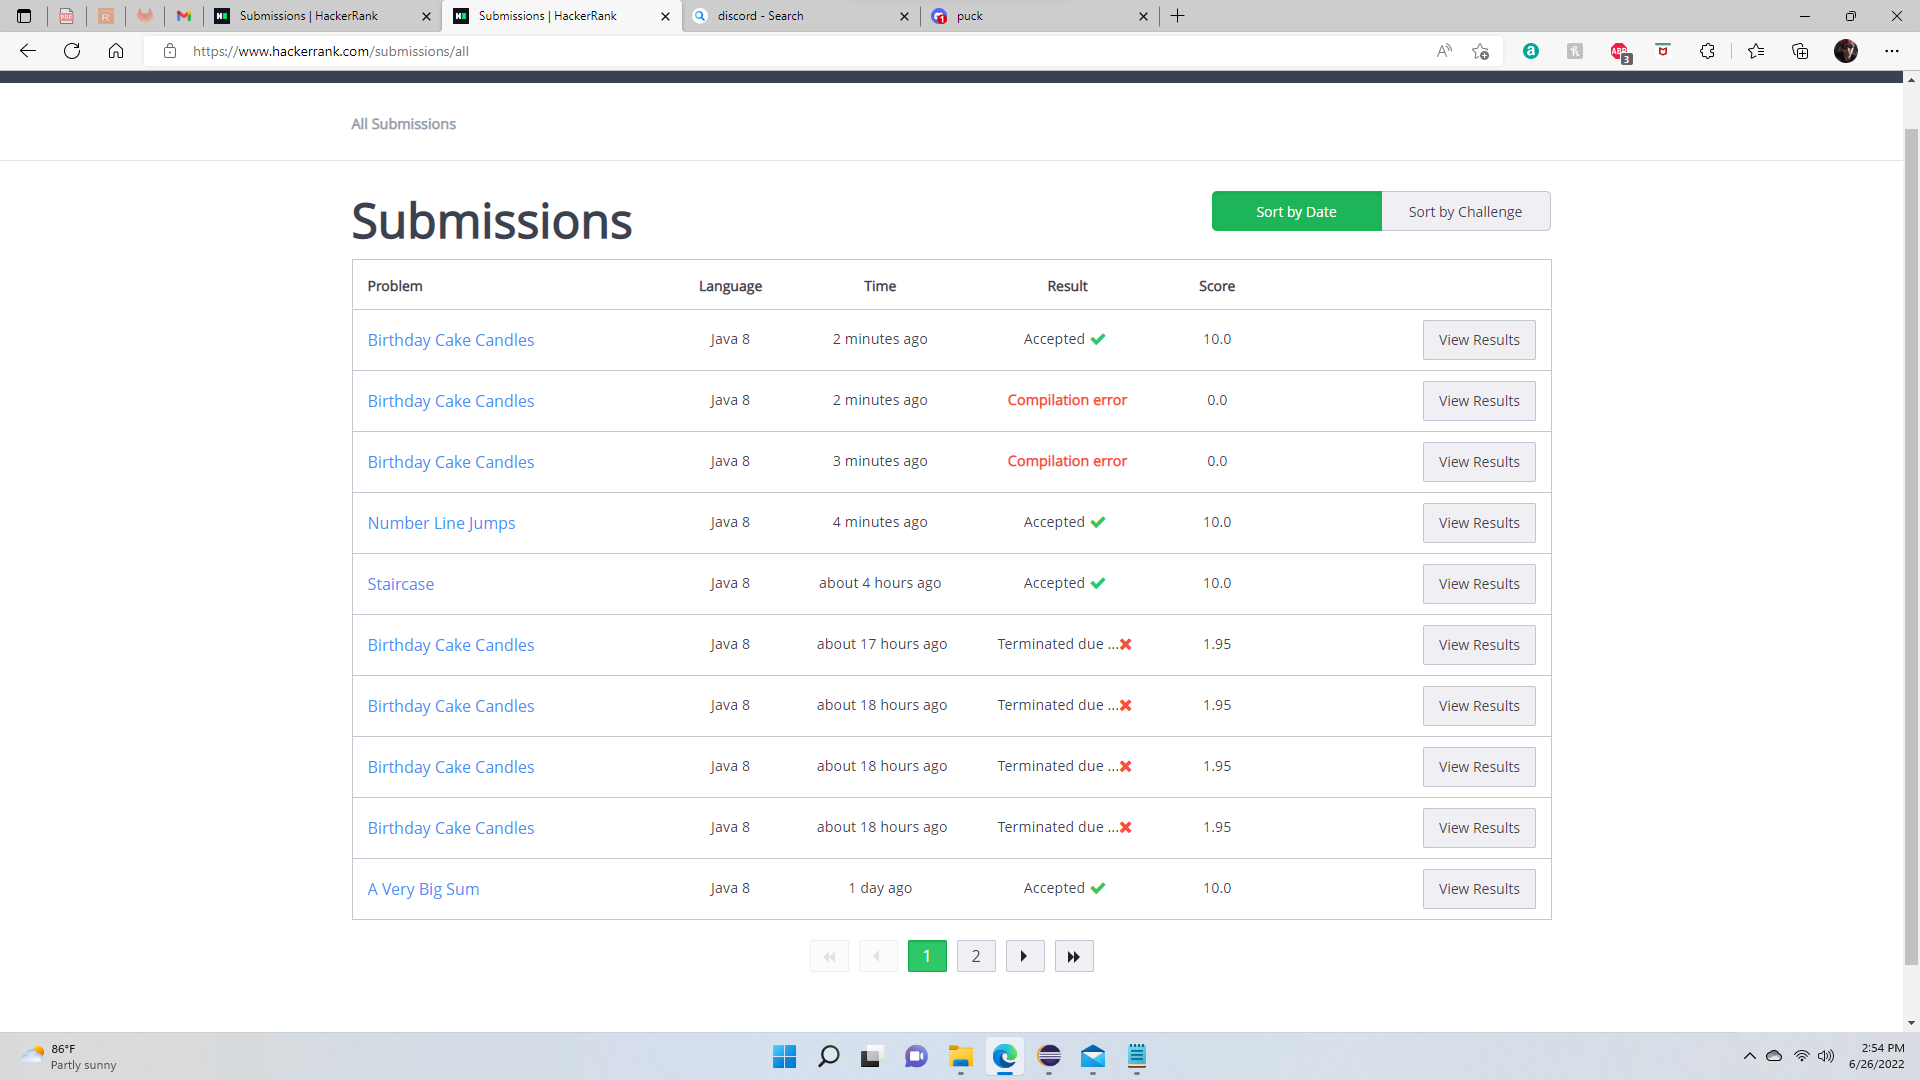 Submissions | HackerRank
Submissions | HackerRank
discord - Search
puck
https://www.hackerrank.com/submissions/all
3
All Submissions
Submissions
Sort by Date Sort by Challenge
Problem Language Time Result Score
Birthday Cake Candles Java 8 2 minutes ago Accepted 10.0 View Results
Birthday Cake Candles Java 8 2 minutes ago Compilation error 0.0 View Results
Birthday Cake Candles Java 8 3 minutes ago Compilation error 0.0 View Results
Number Line Jumps Java 8 4 minutes ago Accepted 10.0 View Results
Staircase Java 8 about 4 hours ago Accepted 10.0 View Results
Birthday Cake Candles Java 8 about 17 hours ago Terminated due ... 1.95 View Results
Birthday Cake Candles Java 8 about 18 hours ago Terminated due ... 1.95 View Results
Birthday Cake Candles Java 8 about 18 hours ago Terminated due ... 1.95 View Results
Birthday Cake Candles Java 8 about 18 hours ago Terminated due ... 1.95 View Results
A Very Big Sum Java 8 1 day ago Accepted 10.0 View Results
1 2
86°F
Partly sunny
2:54 PM
6/26/2022